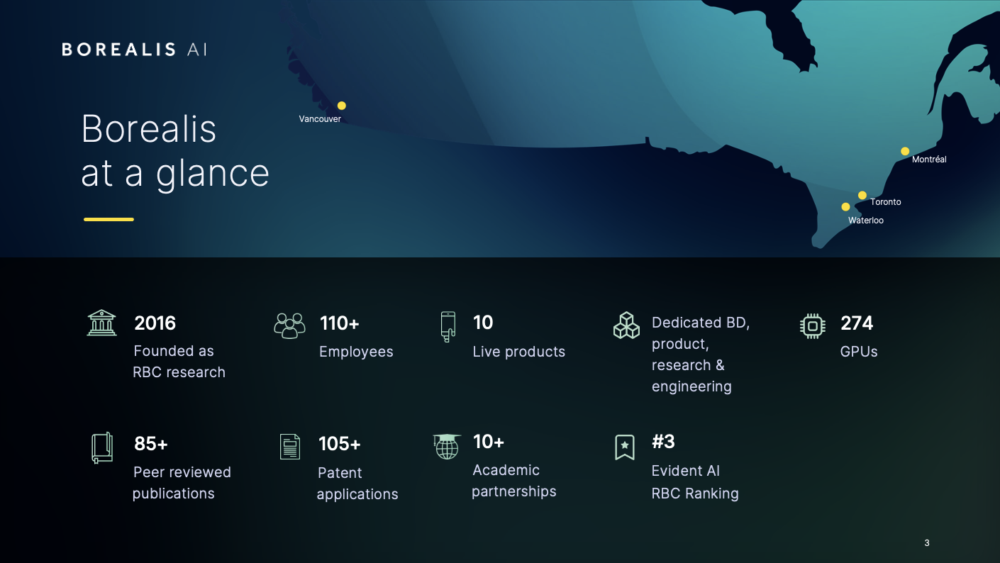 BOREALIS AI
Borealis
at a glance
Vancouver
Montréal
Toronto
Waterloo
2016
Founded as
RBC research
110+
Employees
10
Live products
Dedicated BD,
product,
research &
engineering
274
GPUs
85+
Peer reviewed
publications
105+
Patent
applications
10+
Academic
partnerships
#3
Evident AI
RBC Ranking
3